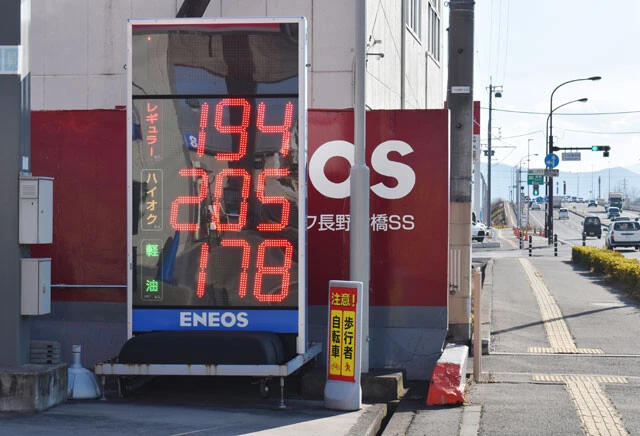 レギュラー 194
ハイオク 205
軽油 178
ENEOS
OS
長野
橋SS
注意!
歩行者
自転車